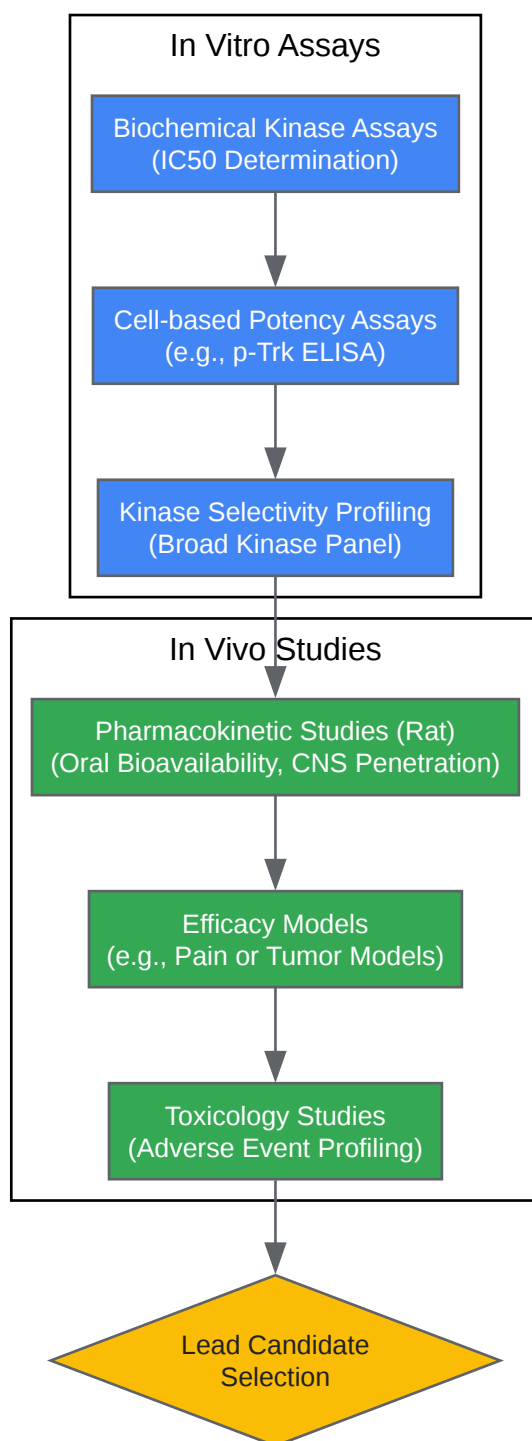 In Vitro Assays
Biochemical Kinase Assays
(IC50 Determination)
Cell-based Potency Assays
(e.g., p-Trk ELISA)
Kinase Selectivity Profiling
(Broad Kinase Panel)
In Vivo Studies
Pharmacokinetic Studies (Rat)
(Oral Bioavailability, CNS Penetration)
Efficacy Models
(e.g., Pain or Tumor Models)
Toxicology Studies
(Adverse Event Profiling)
Lead Candidate
Selection